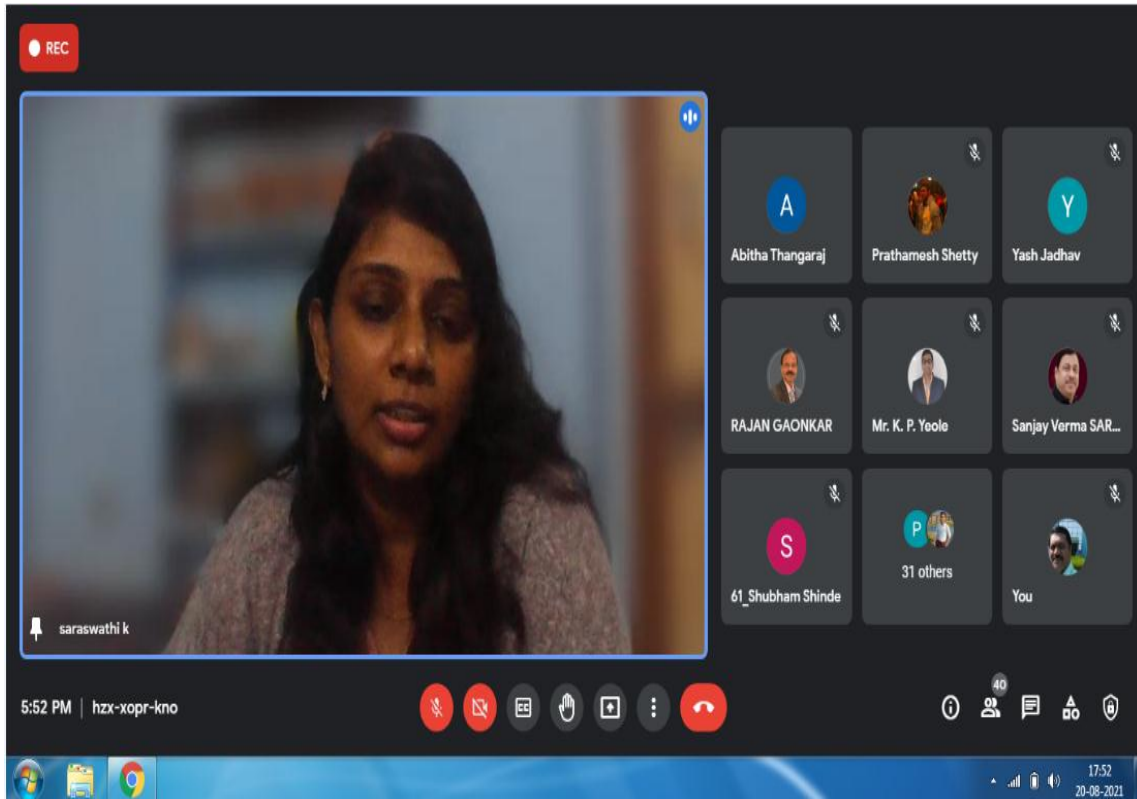 REC
saraswathi k
A
Abitha Thangaraj
Prathamesh Shetty
Y
Yash Jadhav
RAJAN GAONKAR
Mr. K. P. Yeole
Sanjay Verma SAR...
S
61_Shubham Shinde
P
31 others
You
5:52 PM | hzx-xopr-kno
CC
40
17:52
20-08-2021